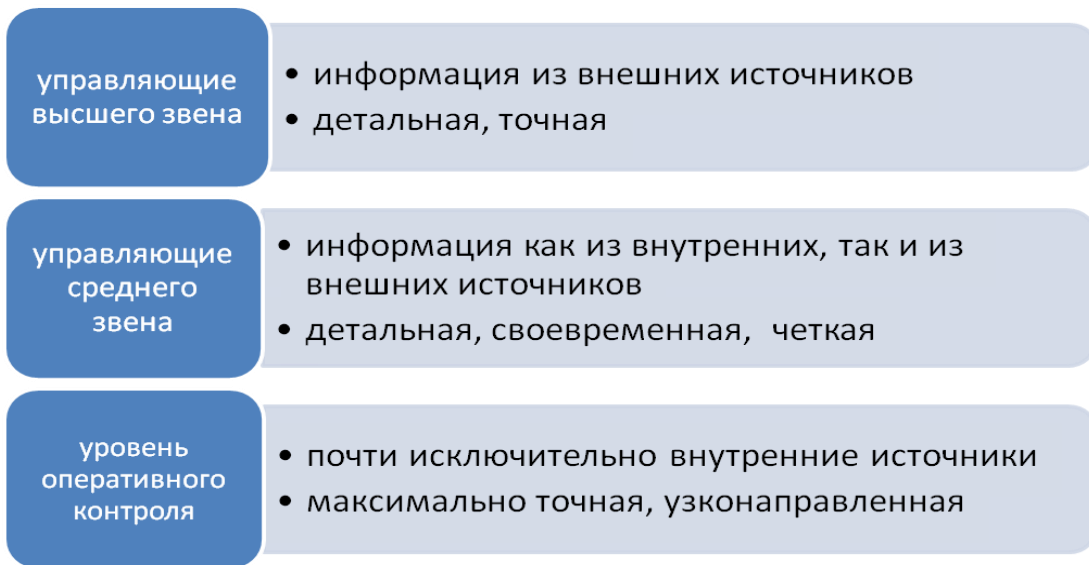 управляющие
высшего звена
• информация из внешних источников
• детальная, точная
управляющие
среднего
звена
• информация как из внутренних, так и из
внешних источников
• детальная, своевременная, четкая
уровень
оперативного
контроля
• почти исключительно внутренние источники
• максимально точная, узконаправленная